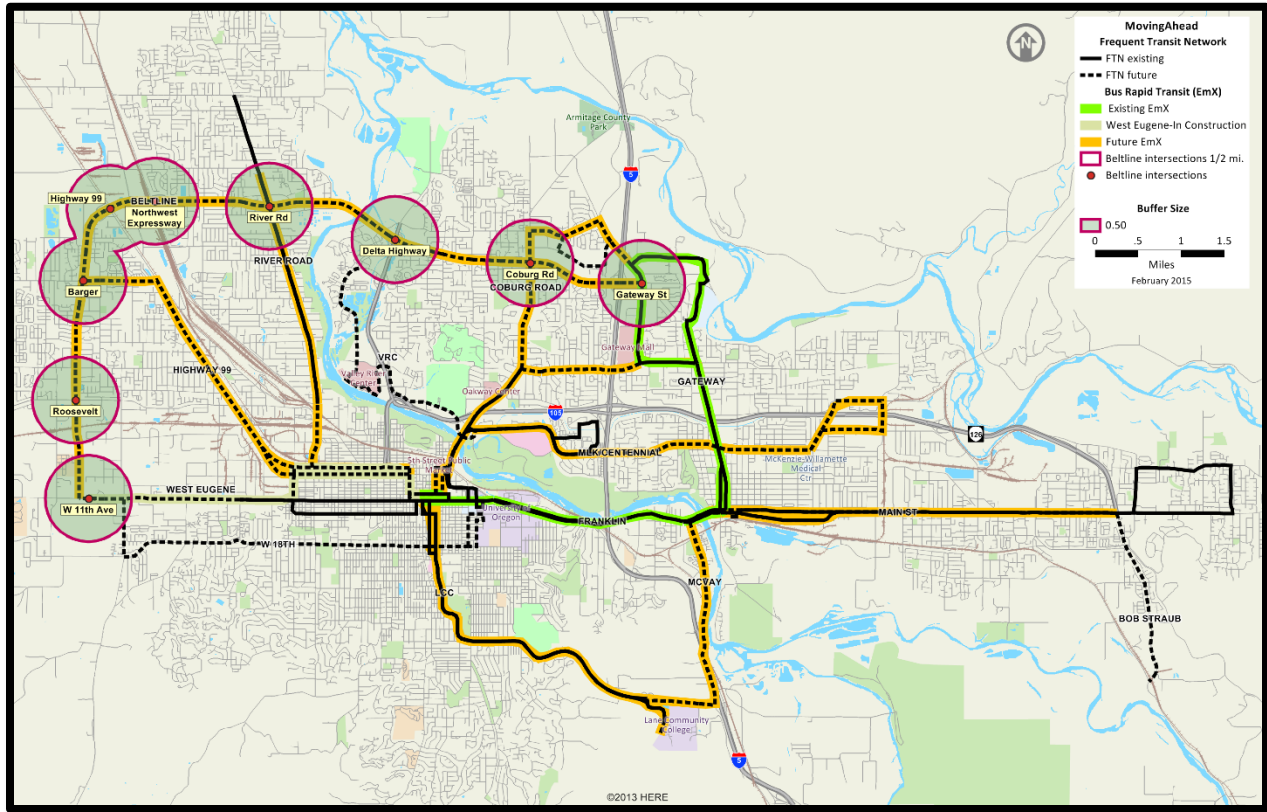 MovingAhead
Frequent Transit Network
FTN existing
FTN future
Bus Rapid Transit (EmX)
Existing EmX
West Eugene-In Construction
Future EmX
Beltline intersections 1/2 mi.
Beltline intersections
Buffer Size
0.50
0 .5 1 1.5
Miles
February 2015
N
Armitage County
Park
5
Highway 99
BELTLINE
Northwest
Expressway
River Rd
Delta Highway
RIVER ROAD
Coburg Rd
COBURG ROAD
Barger
Gateway St
Gateway Mall
VRC
Valley River
Center
HIGHWAY 99
GATEWAY
Oakway Center
Roosevelt
105
126
MLK/CENTENNIAL
5th Street Public
Market
McKenzie-Willamette
Medical
Ctr
WEST EUGENE
W 11th Ave
University of
Oregon
FRANKLIN
MAIN ST
W 18TH
LCC
MCVAY
BOB STRAUB
Lane Community
College
5
©2013 HERE